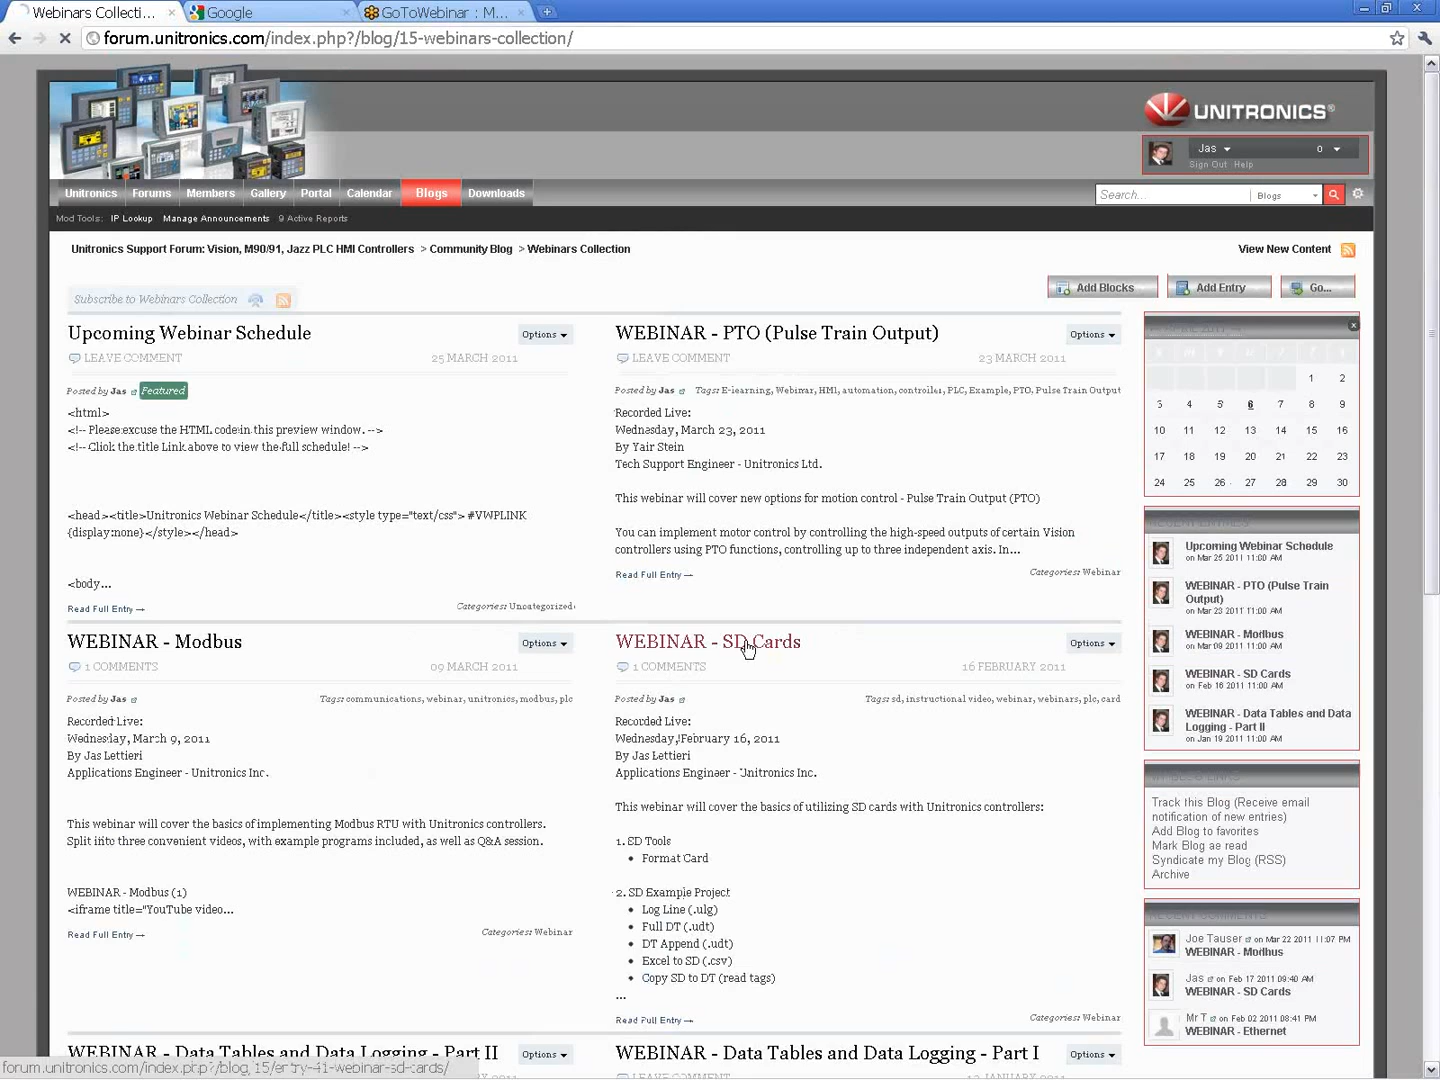 Webinars Collecti...
Google
GoToWebinar : M...
forum.unitronics.com/index.php?/blog/15-webinars-collection/
UNITRONICS®
Jas
0
Sign Out Help
Unitronics Forums Members Gallery Portal Calendar Blogs Downloads
Search... Blogs
Mod Tools: IP Lookup Manage Announcements 9 Active Reports
Unitronics Support Forum: Vision, M90/91, Jazz PLC HMI Controllers > Community Blog > Webinars Collection
View New Content
Add Blocks Add Entry Go...
Subscribe to Webinars Collection
Upcoming Webinar Schedule
Options
LEAVE COMMENT 25 MARCH 2011
Posted by Jas Featured
<html>
<!-- Please excuse the HTML code in this preview window. -->
<!-- Click the title Link above to view the full schedule! -->
<head><title>Unitronics Webinar Schedule</title><style type="text/css"> #VWPLINK
{display:none}</style></head>
<body...
Read Full Entry →
Categories: Uncategorized
WEBINAR - PTO (Pulse Train Output)
Options
LEAVE COMMENT 23 MARCH 2011
Posted by Jas Tags: E-learning, Webinar, HMI, automation, controller, PLC, Example, PTO, Pulse Train Output
Recorded Live:
Wednesday, March 23, 2011
By Yair Stein
Tech Support Engineer - Unitronics Ltd.
This webinar will cover new options for motion control - Pulse Train Output (PTO)
You can implement motor control by controlling the high-speed outputs of certain Vision
controllers using PTO functions, controlling up to three independent axis. In...
Read Full Entry →
Categories: Webinar
WEBINAR - Modbus
Options
1 COMMENTS 09 MARCH 2011
Posted by Jas Tags: communications, webinar, unitronics, modbus, plc
Recorded Live:
Wednesday, March 9, 2011
By Jas Lettieri
Applications Engineer - Unitronics Inc.
This webinar will cover the basics of implementing Modbus RTU with Unitronics controllers.
Split into three convenient videos, with example programs included, as well as Q&A session.
WEBINAR - Modbus (1)
<iframe title="YouTube video...
Read Full Entry →
Categories: Webinar
WEBINAR - SD Cards
Options
1 COMMENTS 16 FEBRUARY 2011
Posted by Jas Tags: sd, instructional video, webinar, webinars, plc, card
Recorded Live:
Wednesday, February 16, 2011
By Jas Lettieri
Applications Engineer - Unitronics Inc.
This webinar will cover the basics of utilizing SD cards with Unitronics controllers:
1. SD Tools
• Format Card
2. SD Example Project
• Log Line (.ulg)
• Full DT (.udt)
• DT Append (.udt)
• Excel to SD (.csv)
• Copy SD to DT (read tags)
...
Read Full Entry →
Categories: Webinar
WEBINAR - Data Tables and Data Logging - Part II
Options
WEBINAR - Data Tables and Data Logging - Part I
Options
LEAVE COMMENT
1 2
3 4 5 6 7 8 9
10 11 12 13 14 15 16
17 18 19 20 21 22 23
24 25 26 27 28 29 30
RECENT ENTRIES
Upcoming Webinar Schedule
on Mar 25 2011 11:00 AM
WEBINAR - PTO (Pulse Train
Output)
on Mar 23 2011 11:00 AM
WEBINAR - Modbus
on Mar 09 2011 11:00 AM
WEBINAR - SD Cards
on Feb 16 2011 11:00 AM
WEBINAR - Data Tables and Data
Logging - Part II
on Jan 19 2011 11:00 AM
Track this Blog (Receive email
notification of new entries)
Add Blog to favorites
Mark Blog as read
Syndicate my Blog (RSS)
Archive
RECENT COMMENTS
Joe Tauser on Mar 22 2011 11:07 PM
WEBINAR - Modbus
Jas on Feb 17 2011 09:40 AM
WEBINAR - SD Cards
Mr T on Feb 02 2011 08:41 PM
WEBINAR - Ethernet
forum.unitronics.com/index.php?/blog/15/entry-41-webinar-sd-cards/